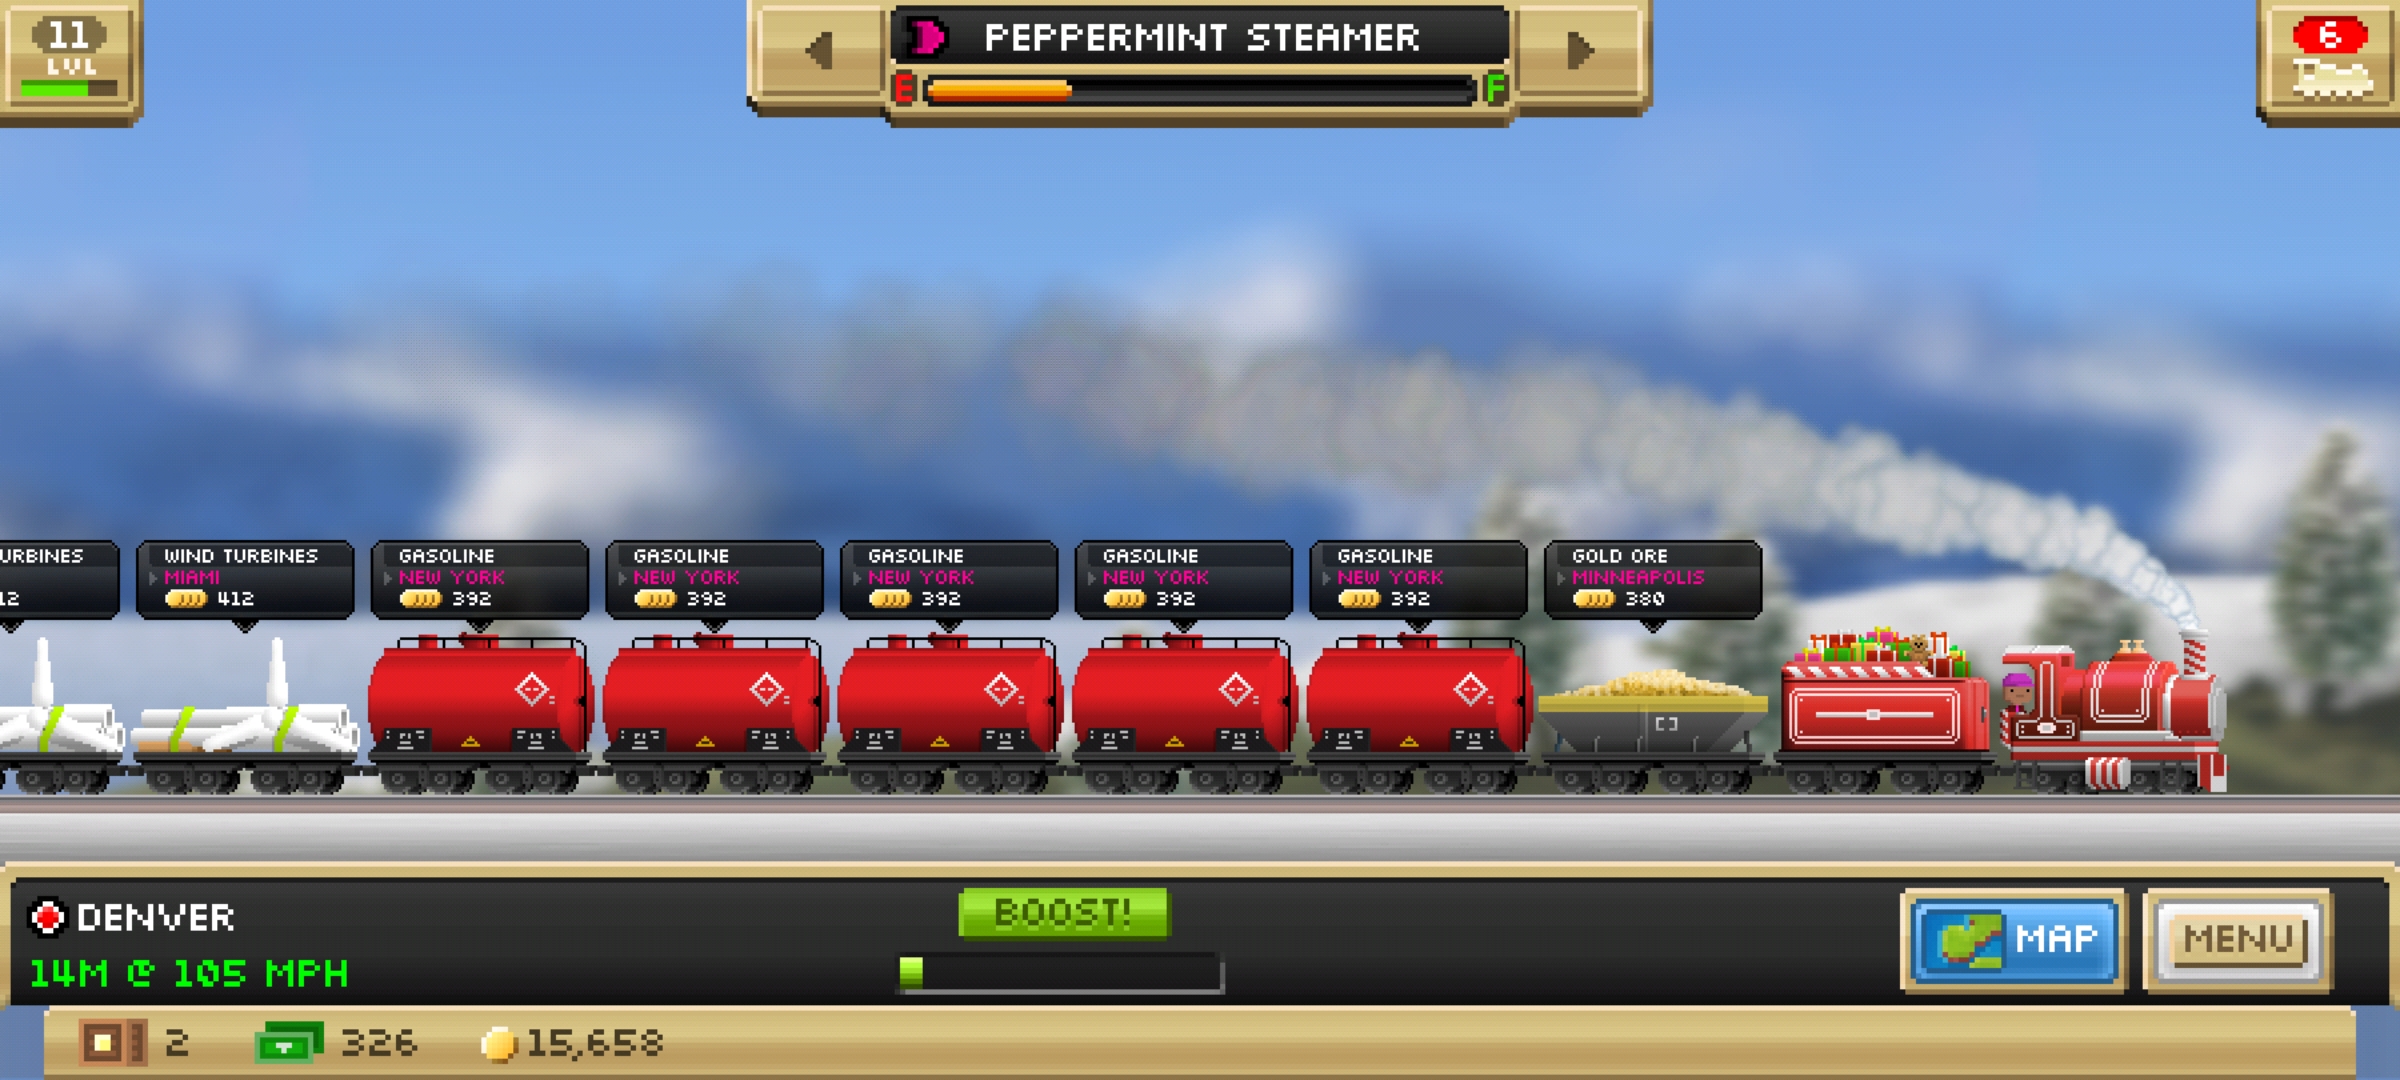 11
LVL
PEPPERMINT STEAMER
E F
6
URBINES
12
WIND TURBINES
MIAMI
412
GASOLINE
NEW YORK
392
GASOLINE
NEW YORK
392
GASOLINE
NEW YORK
392
GASOLINE
NEW YORK
392
GASOLINE
NEW YORK
392
GOLD ORE
MINNEAPOLIS
380
DENVER
14M @ 105 MPH
BOOST!
MAP
MENU
2
326
15,658